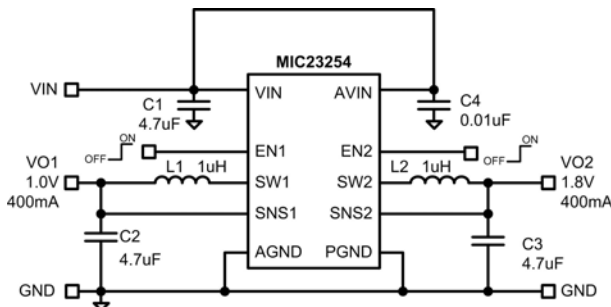 MIC23254
VIN
C1
4.7uF
VIN
AVIN
C4
0.01uF
ON
OFF
EN1
EN2
ON
OFF
VO1
1.0V
400mA
L1 1uH
SW1
SW2
L2 1uH
VO2
1.8V
400mA
SNS1
SNS2
C2
4.7uF
AGND
PGND
C3
4.7uF
GND
GND